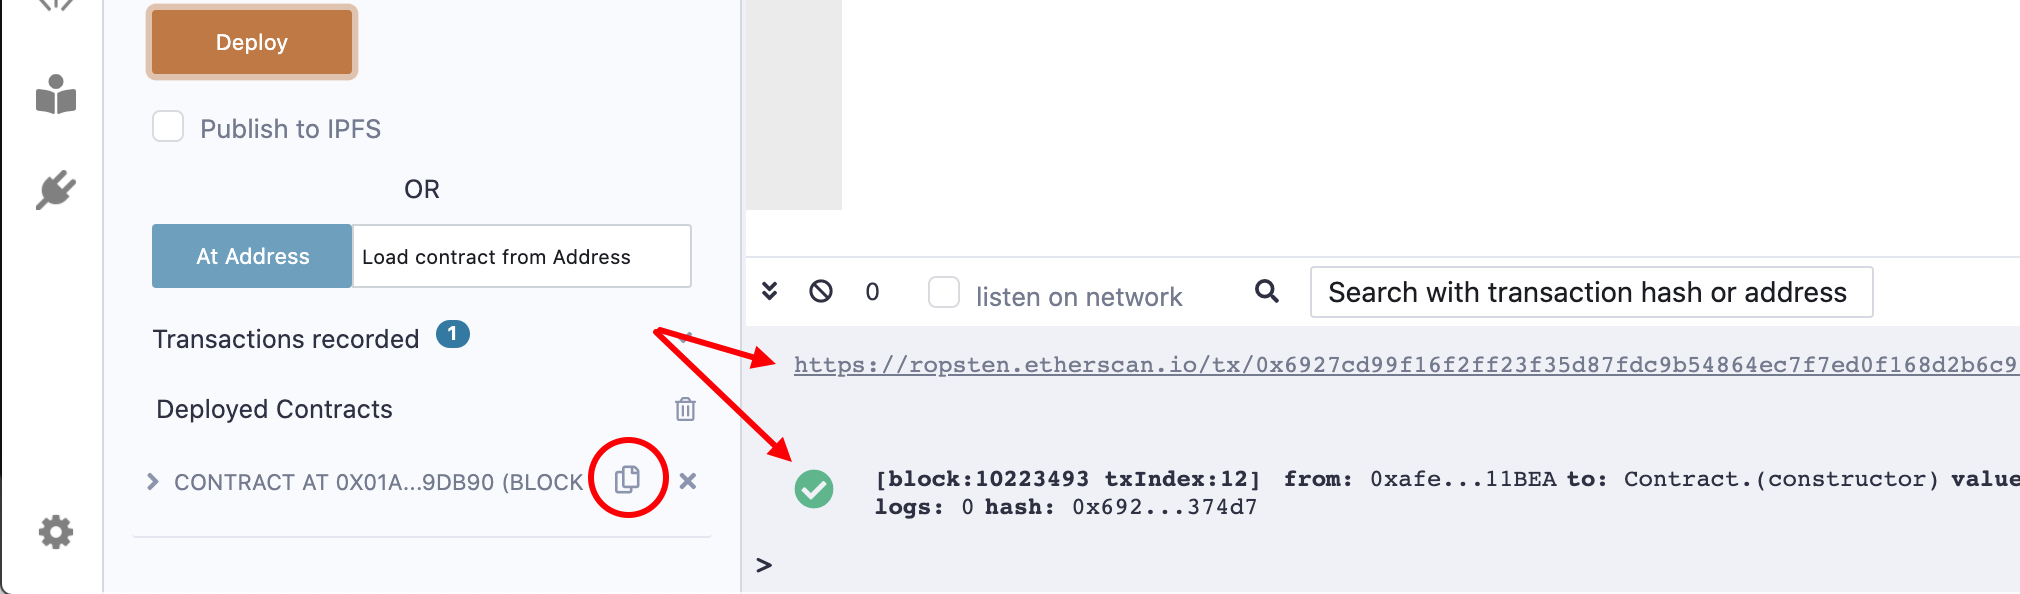 Deploy
Publish to IPFS
OR
At Address
Load contract from Address
Transactions recorded 1
Deployed Contracts
CONTRACT AT 0X01A...9DB90 (BLOCK
0
listen on network
Search with transaction hash or address
https://ropsten.etherscan.io/tx/0x6927cd99f16f2ff23f35d87fdc9b54864ec7f7ed0f168d2b6c9
[block:10223493 txIndex:12] from: 0xafe...11BEA to: Contract.(constructor) value
logs: 0 hash: 0x692...374d7
>